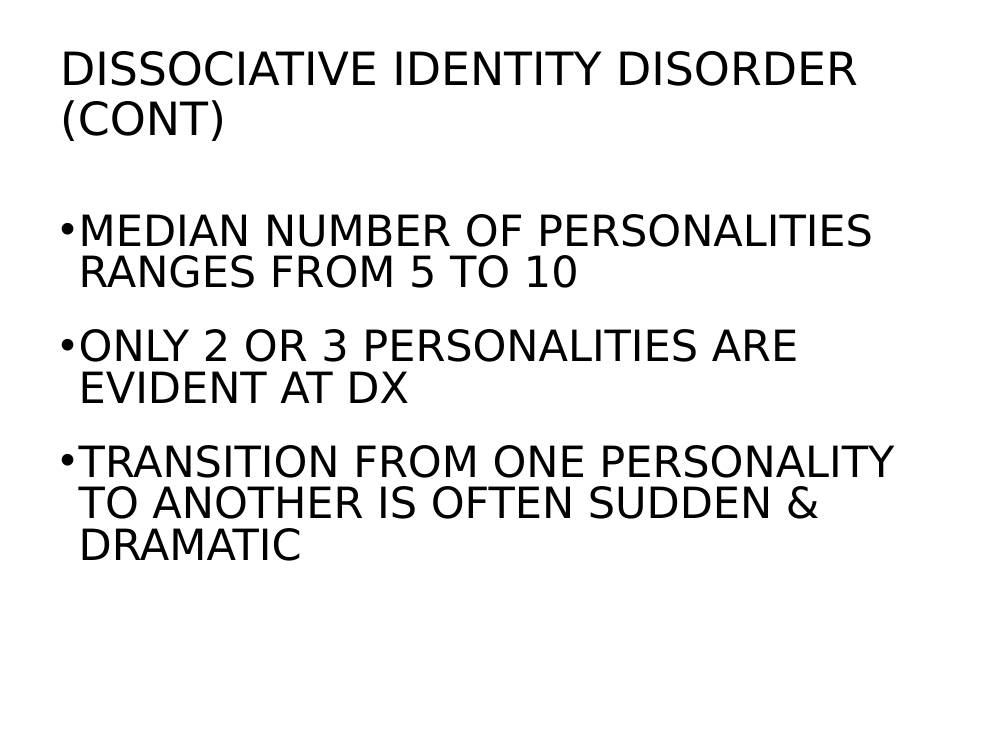 DISSOCIATIVE IDENTITY DISORDER
(CONT)
•MEDIAN NUMBER OF PERSONALITIES
RANGES FROM 5 TO 10
•ONLY 2 OR 3 PERSONALITIES ARE
EVIDENT AT DX
•TRANSITION FROM ONE PERSONALITY
TO ANOTHER IS OFTEN SUDDEN &
DRAMATIC